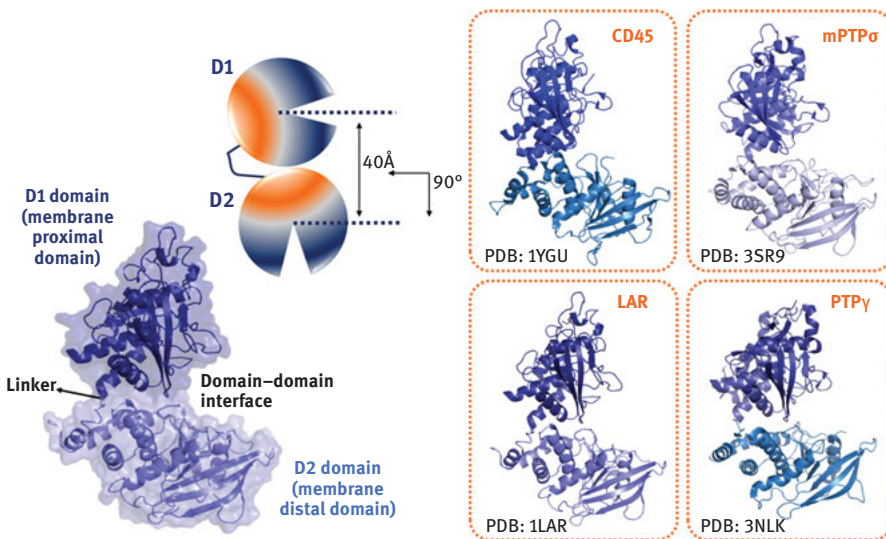 D1
40Å
90°
D2
D1 domain
(membrane
proximal
domain)
Linker
Domain–domain
interface
D2 domain
(membrane
distal domain)
CD45
PDB: 1YGU
mPTPσ
PDB: 3SR9
LAR
PDB: 1LAR
PTPγ
PDB: 3NLK